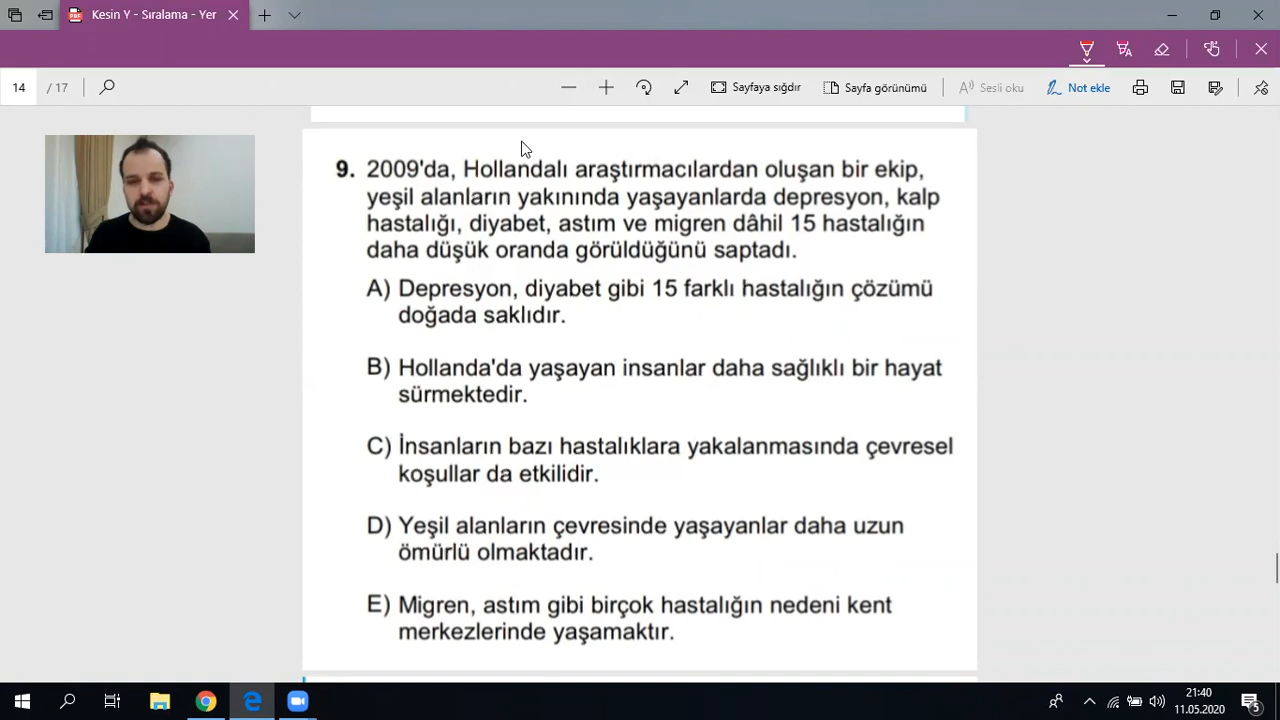 Kesin Y - Sıralama - Yer
14 / 17
Sayfaya sığdır
Sayfa görünümü
Sesli oku
Not ekle
9. 2009'da, Hollandalı araştırmacılardan oluşan bir ekip,
yeşil alanların yakınında yaşayanlarda depresyon, kalp
hastalığı, diyabet, astım ve migren dâhil 15 hastalığın
daha düşük oranda görüldüğünü saptadı.
A) Depresyon, diyabet gibi 15 farklı hastalığın çözümü
doğada saklıdır.
B) Hollanda'da yaşayan insanlar daha sağlıklı bir hayat
sürmektedir.
C) İnsanların bazı hastalıklara yakalanmasında çevresel
koşullar da etkilidir.
D) Yeşil alanların çevresinde yaşayanlar daha uzun
ömürlü olmaktadır.
E) Migren, astım gibi birçok hastalığın nedeni kent
merkezlerinde yaşamaktır.
21:40
11.05.2020
5